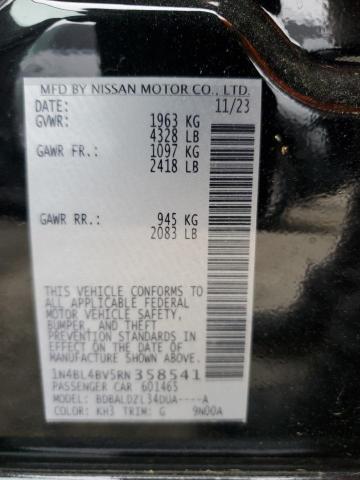 MFD BY NISSAN MOTOR CO., LTD.
DATE: 11/23
GVWR: 1963 KG
4328 LB
GAWR FR.: 1097 KG
2418 LB
GAWR RR.: 945 KG
2083 LB
THIS VEHICLE CONFORMS TO
ALL APPLICABLE FEDERAL
MOTOR VEHICLE SAFETY,
BUMPER, AND THEFT
PREVENTION STANDARDS IN
EFFECT ON THE DATE OF
MANUFACTURE SHOWN ABOVE.
1N4BL4BV5RN358541
PASSENGER CAR 601465
MODEL: BDBALDZL34DUA----A
COLOR: KH3 TRIM: G 9N00A